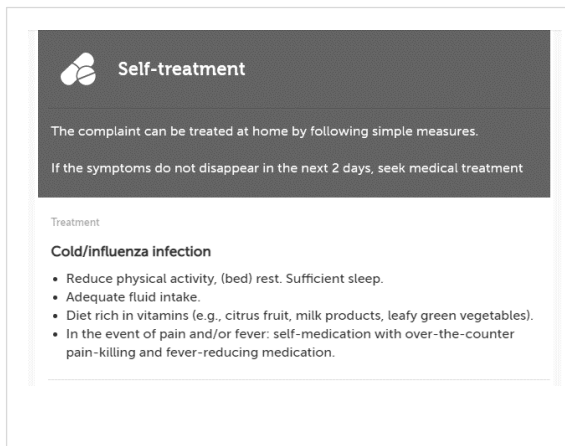 Self-treatment
The complaint can be treated at home by following simple measures.
If the symptoms do not disappear in the next 2 days, seek medical treatment
Treatment
Cold/influenza infection
• Reduce physical activity, (bed) rest. Sufficient sleep.
• Adequate fluid intake.
• Diet rich in vitamins (e.g., citrus fruit, milk products, leafy green vegetables).
• In the event of pain and/or fever: self-medication with over-the-counter
pain-killing and fever-reducing medication.